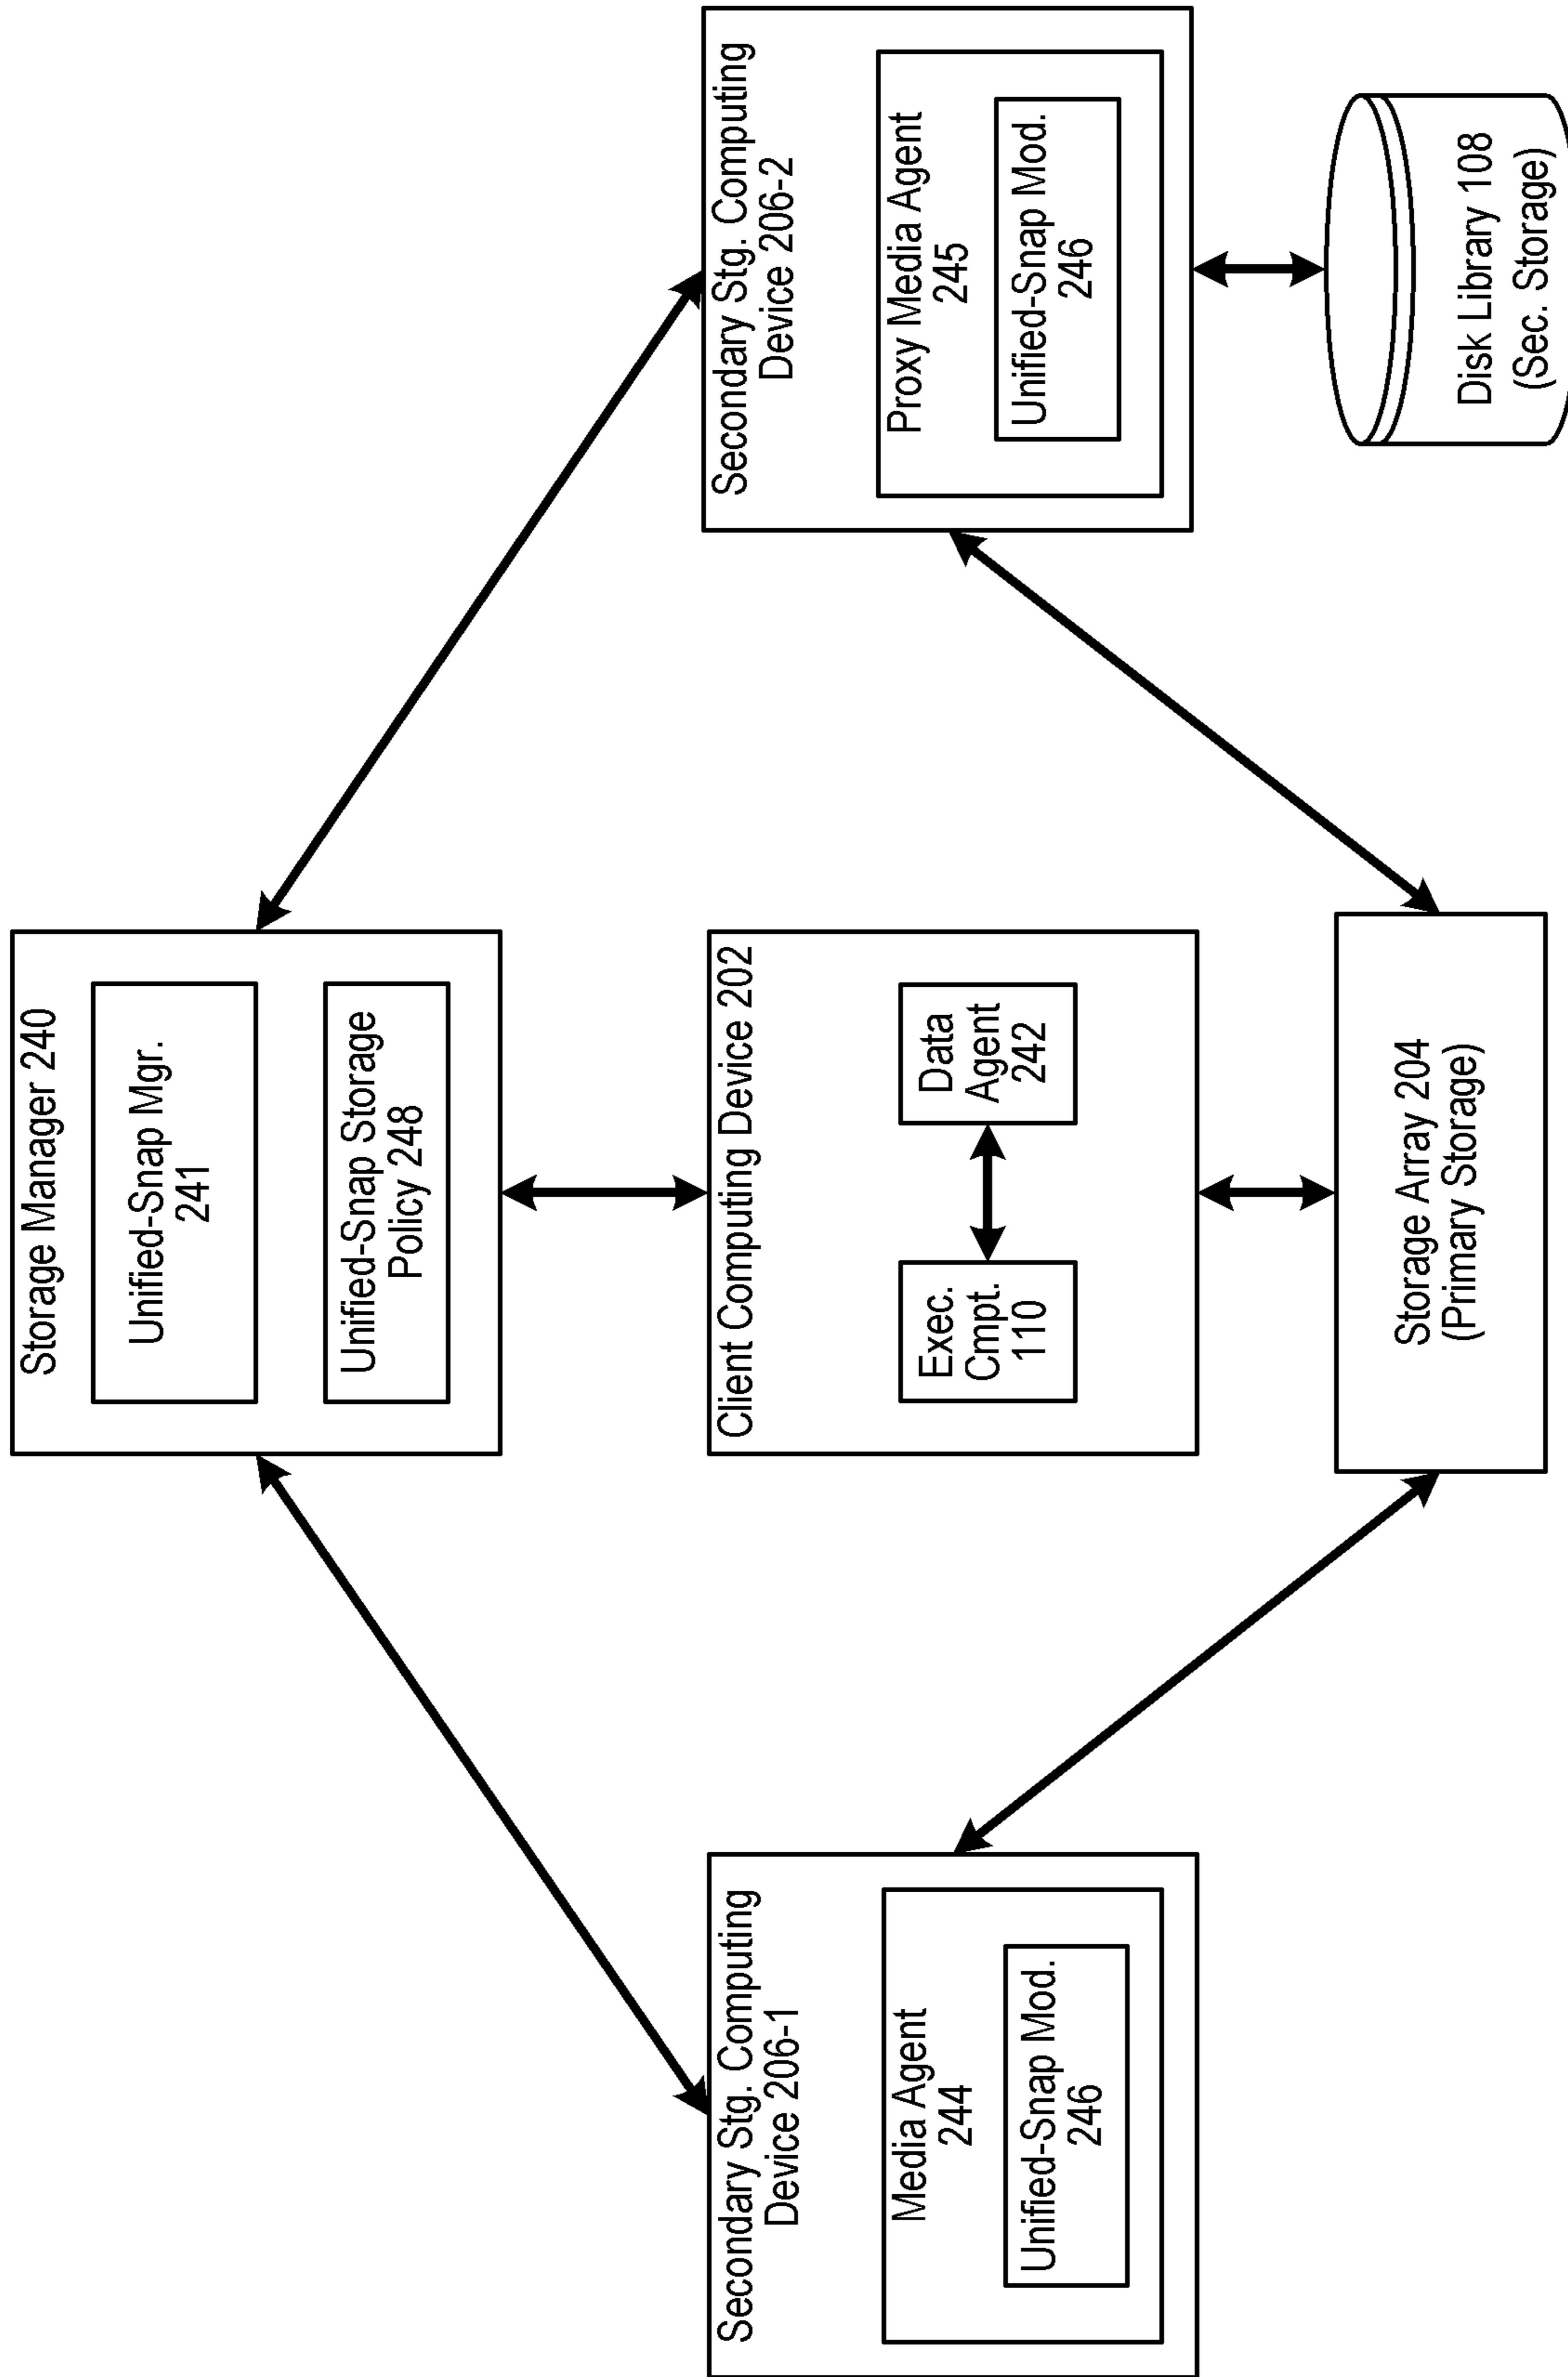 Storage Manager 240
Unified-Snap Mgr.
241
Unified-Snap Storage
Policy 248
Secondary Stg. Computing
Device 206-1
Media Agent
244
Unified-Snap Mod.
246
Client Computing Device 202
Exec.
Cmpt.
110
Data
Agent
242
Secondary Stg. Computing
Device 206-2
Proxy Media Agent
245
Unified-Snap Mod.
246
Storage Array 204
(Primary Storage)
Disk Library 108
(Sec. Storage)